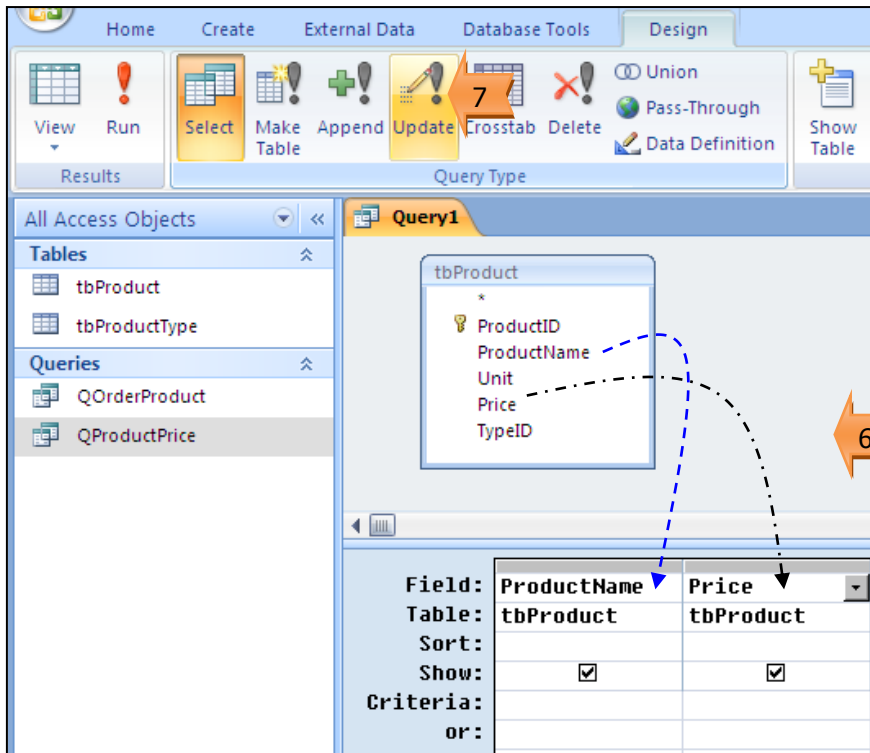 Home Create External Data Database Tools Design
View
Run
Select
Make Table
Append
Update
7
Crosstab
Delete
Union
Pass-Through
Data Definition
Show Table
Results
Query Type
All Access Objects
Tables
tbProduct
tbProductType
Queries
QOrderProduct
QProductPrice
Query1
tbProduct
*
ProductID
ProductName
Unit
Price
TypeID
6
Field: ProductName Price
Table: tbProduct tbProduct
Sort:
Show:
Criteria:
or: